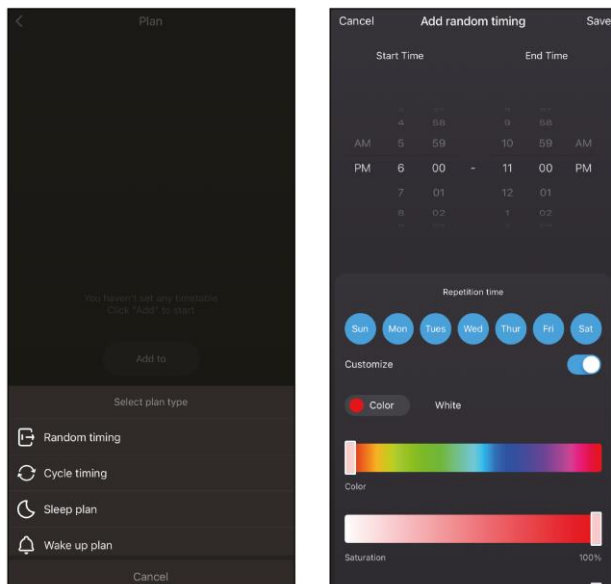 Plan
You haven't set any timetable
Click "Add" to start
Add to
Select plan type
Random timing
Cycle timing
Sleep plan
Wake up plan
Cancel
Cancel Add random timing Save
Start Time End Time
4 58 9 58
AM 5 59 10 59 AM
PM 6 00 - 11 00 PM
7 01 12 01
8 02 1 02
Repetition time
Sun Mon Tues Wed Thur Fri Sat
Customize
Color White
Color
Saturation 100%